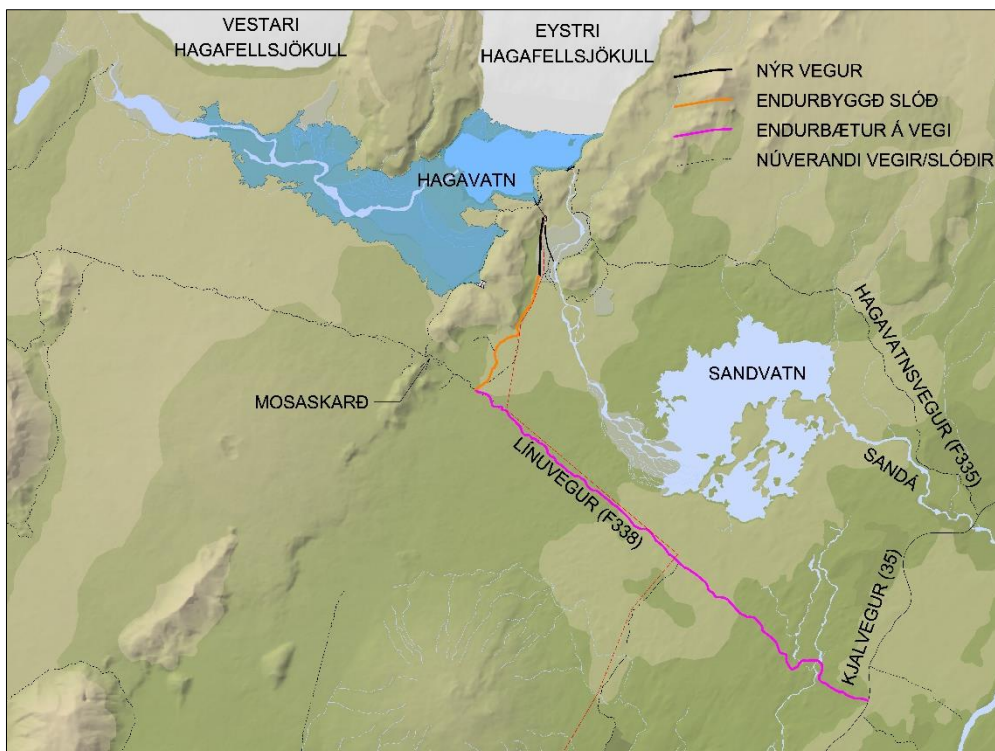 VESTARI
HAGAFELLSJÖKULL
EYSTRI
HAGAFELLSJÖKULL
NÝR VEGUR
ENDURBYGGÐ SLÓÐ
ENDURBÆTUR Á VEGI
NÚVERANDI VEGIR/SLÓÐIR
HAGAVATN
HAGAVATNSVEGUR (F335)
SANDVATN
MOSASKARÐ
LÍNUVEGUR (F338)
SANDÁ
KJALVEGUR (35)